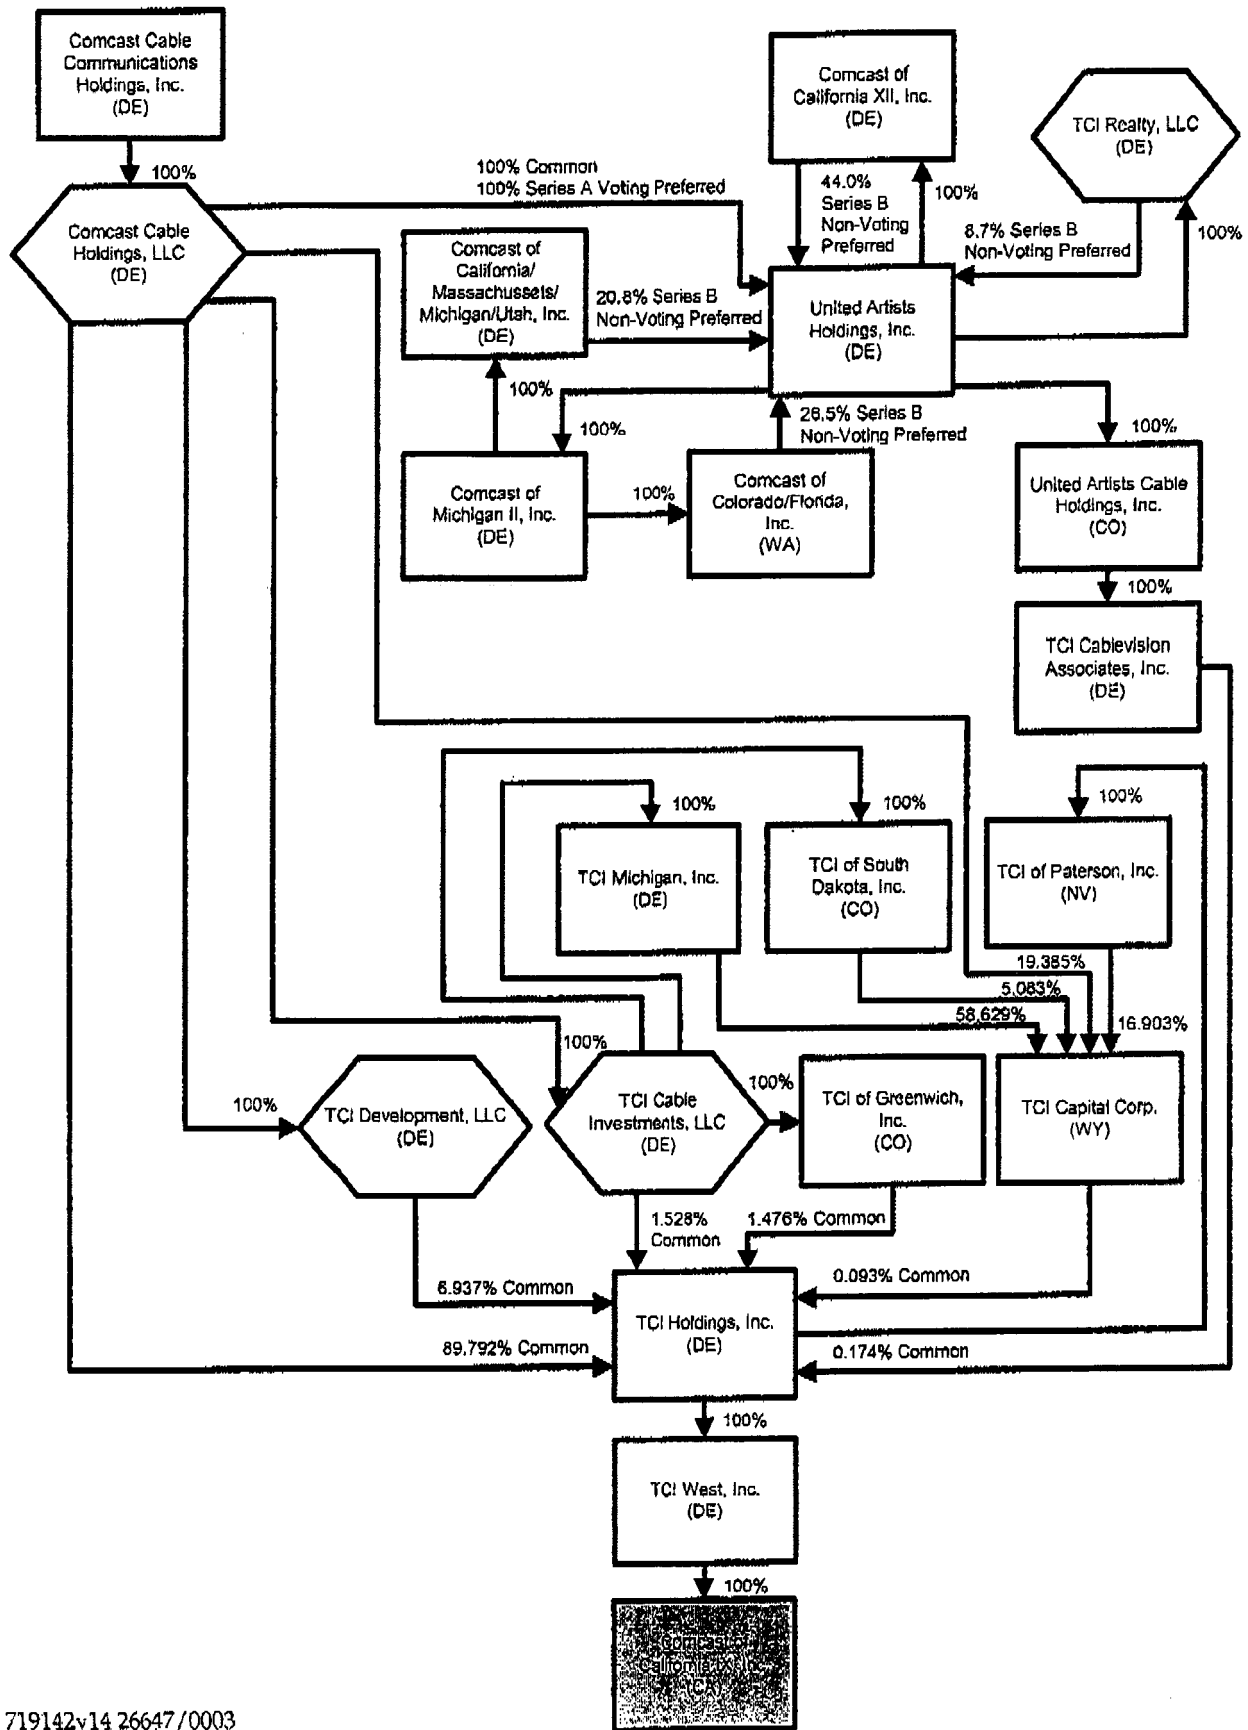 Comcast Cable
Communications
Holdings, Inc.
(DE)
100%
Comcast Cable
Holdings, LLC
(DE)
100% Common
100% Series A Voting Preferred
Comcast of
California XII, Inc.
(DE)
44.0%
Series B
Non-Voting
Preferred
100%
TCI Realty, LLC
(DE)
8.7% Series B
Non-Voting Preferred
100%
Comcast of
California/
Massachussets/
Michigan/Utah, Inc.
(DE)
20.8% Series B
Non-Voting Preferred
United Artists
Holdings, Inc.
(DE)
100%
100%
26.5% Series B
Non-Voting Preferred
100%
Comcast of
Michigan II, Inc.
(DE)
100%
Comcast of
Colorado/Florida,
Inc.
(WA)
United Artists Cable
Holdings, Inc.
(CO)
100%
TCI Cablevision
Associates, Inc.
(DE)
100%
100%
100%
TCI Michigan, Inc.
(DE)
TCI of South
Dakota, Inc.
(CO)
TCI of Paterson, Inc.
(NV)
19.385%
5.083%
58.629%
16.903%
100%
100%
100%
TCI Development, LLC
(DE)
TCI Cable
Investments, LLC
(DE)
TCI of Greenwich,
Inc.
(CO)
TCI Capital Corp.
(WY)
1.528%
Common
1.476% Common
6.937% Common
0.093% Common
TCI Holdings, Inc.
(DE)
89.792% Common
0.174% Common
100%
TCI West, Inc.
(DE)
100%
Comcast of
California IX, Inc.
(CA)
719142v14 26647/0003